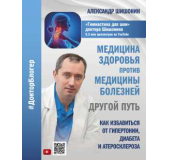 #ДокторБлогер
АЛЕКСАНДР ШИШОНИН
«Гимнастика для шеи»
доктора Шишонина
МЕДИЦИНА
ЗДОРОВЬЯ
ПРОТИВ
МЕДИЦИНЫ
БОЛЕЗНЕЙ
ДРУГОЙ ПУТЬ
КАК ИЗБАВИТЬСЯ
ОТ ГИПЕРТОНИИ,
ДИАБЕТА
И АТЕРОСКЛЕРОЗА